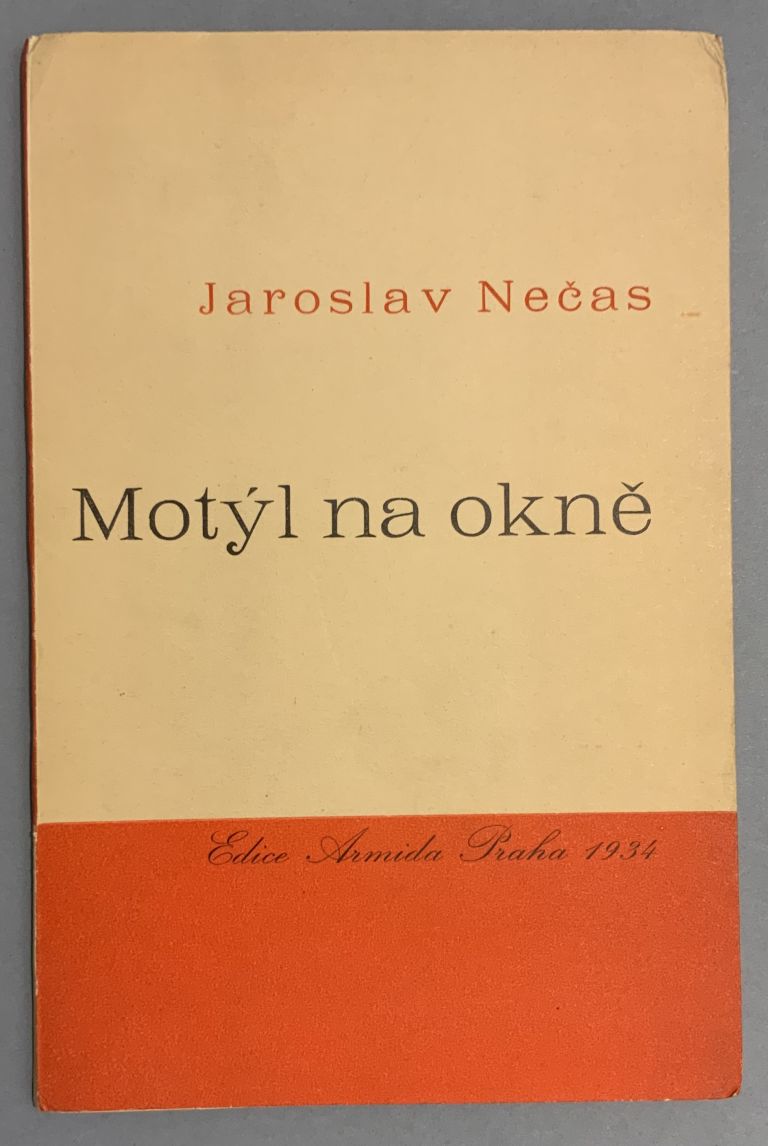 Jaroslav Nečas
Motýl na okně
Edice Armida Praha 1934